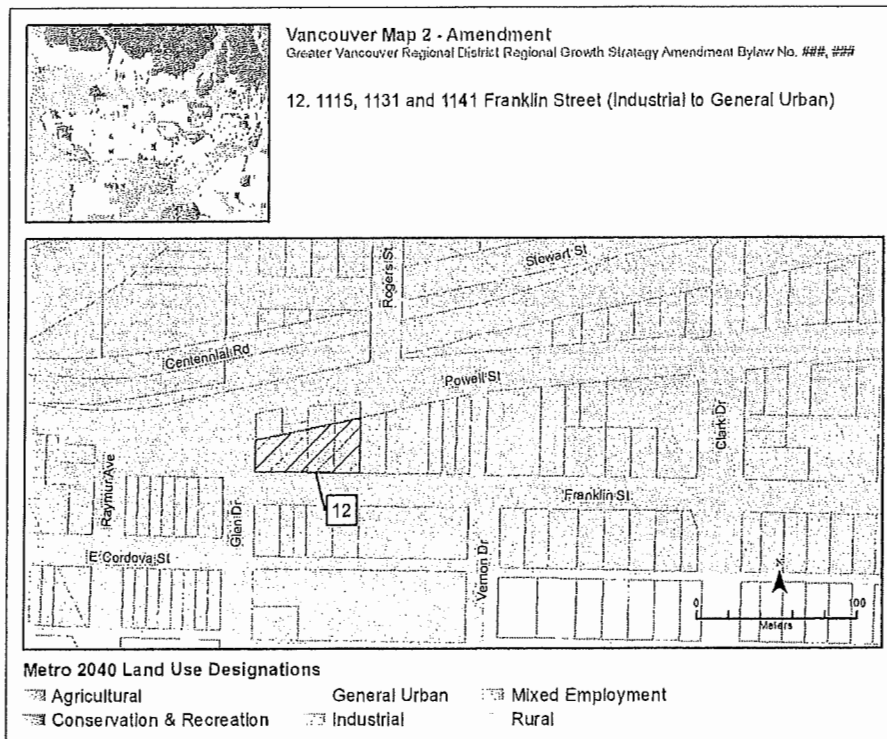 Vancouver Map 2 - Amendment
Greater Vancouver Regional District Regional Growth Strategy Amendment Bylaw No. ###, ###
12. 1115, 1131 and 1141 Franklin Street (Industrial to General Urban)
Rogers St.
Stewart St
Centennial Rd
Powell St
Clark Dr
Raymur Ave
Glen Dr
12
Franklin St.
E Cordova St
Vernon Dr
0 100
Meters
Metro 2040 Land Use Designations
Agricultural General Urban Mixed Employment
Conservation & Recreation Industrial Rural